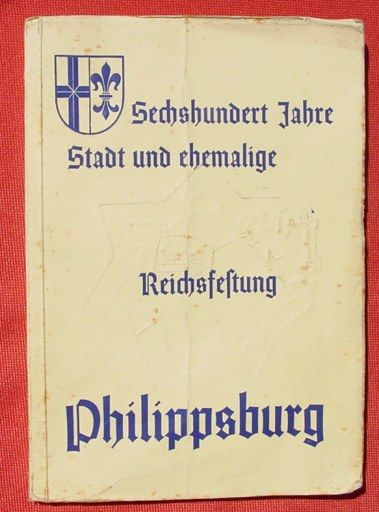 Sechshundert Jahre
Stadt und ehemalige
Reichsfeſtung
Philippsburg